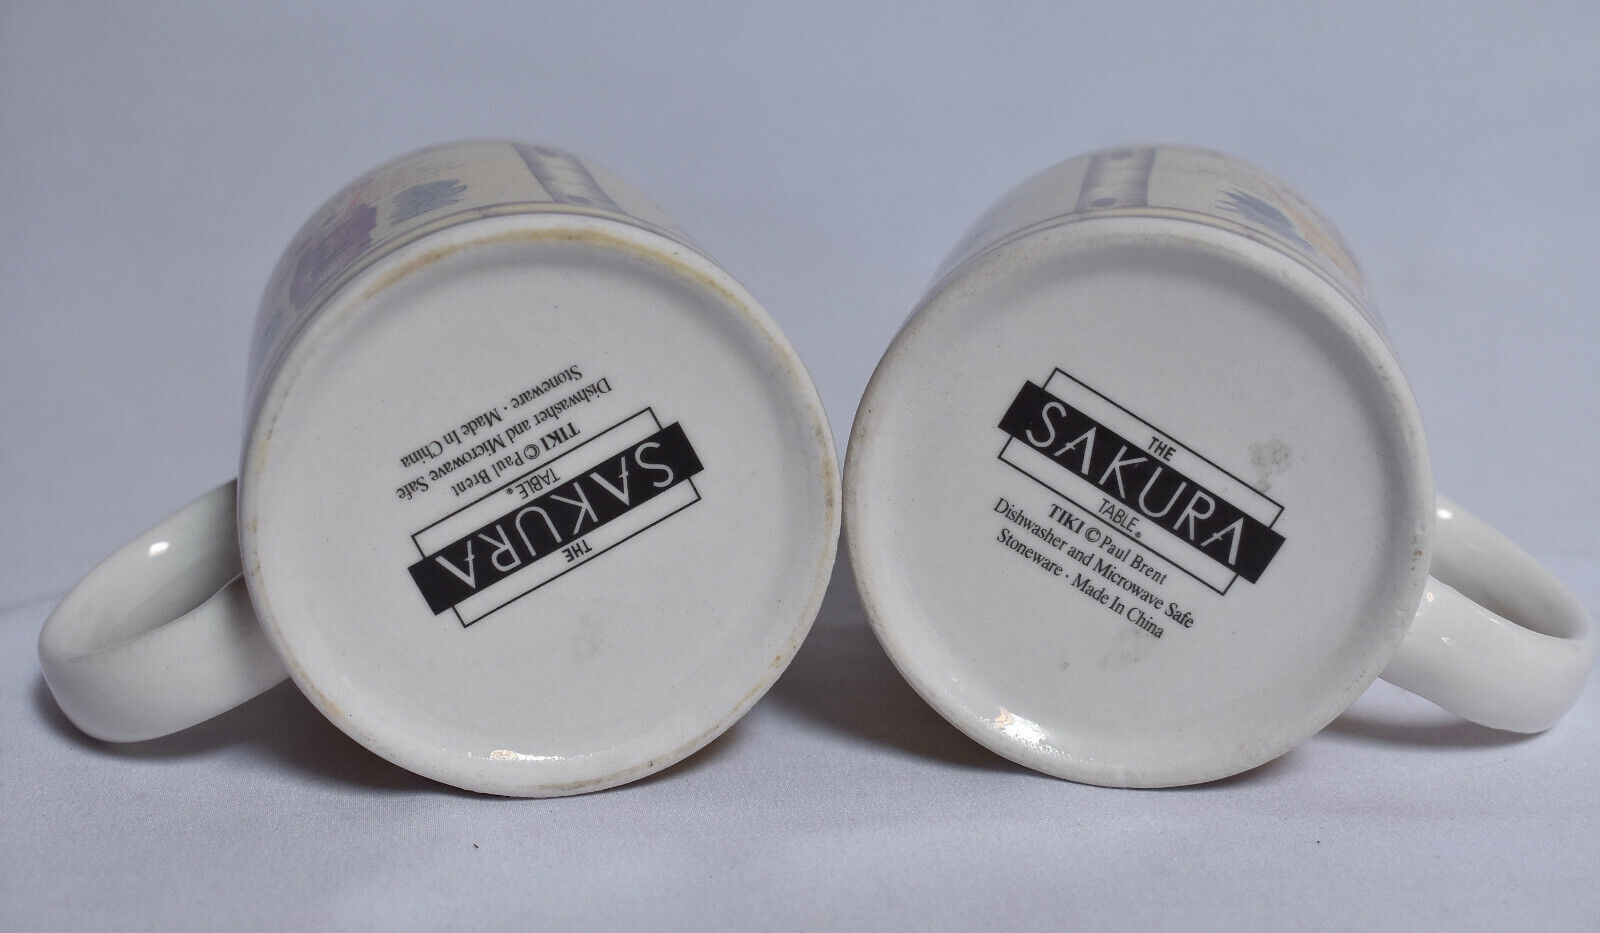 THE
SAKURA
TABLE®
TIKI © Paul Brent
Dishwasher and Microwave Safe
Stoneware · Made In China
THE
SAKURA
TABLE®
TIKI © Paul Brent
Dishwasher and Microwave Safe
Stoneware · Made In China